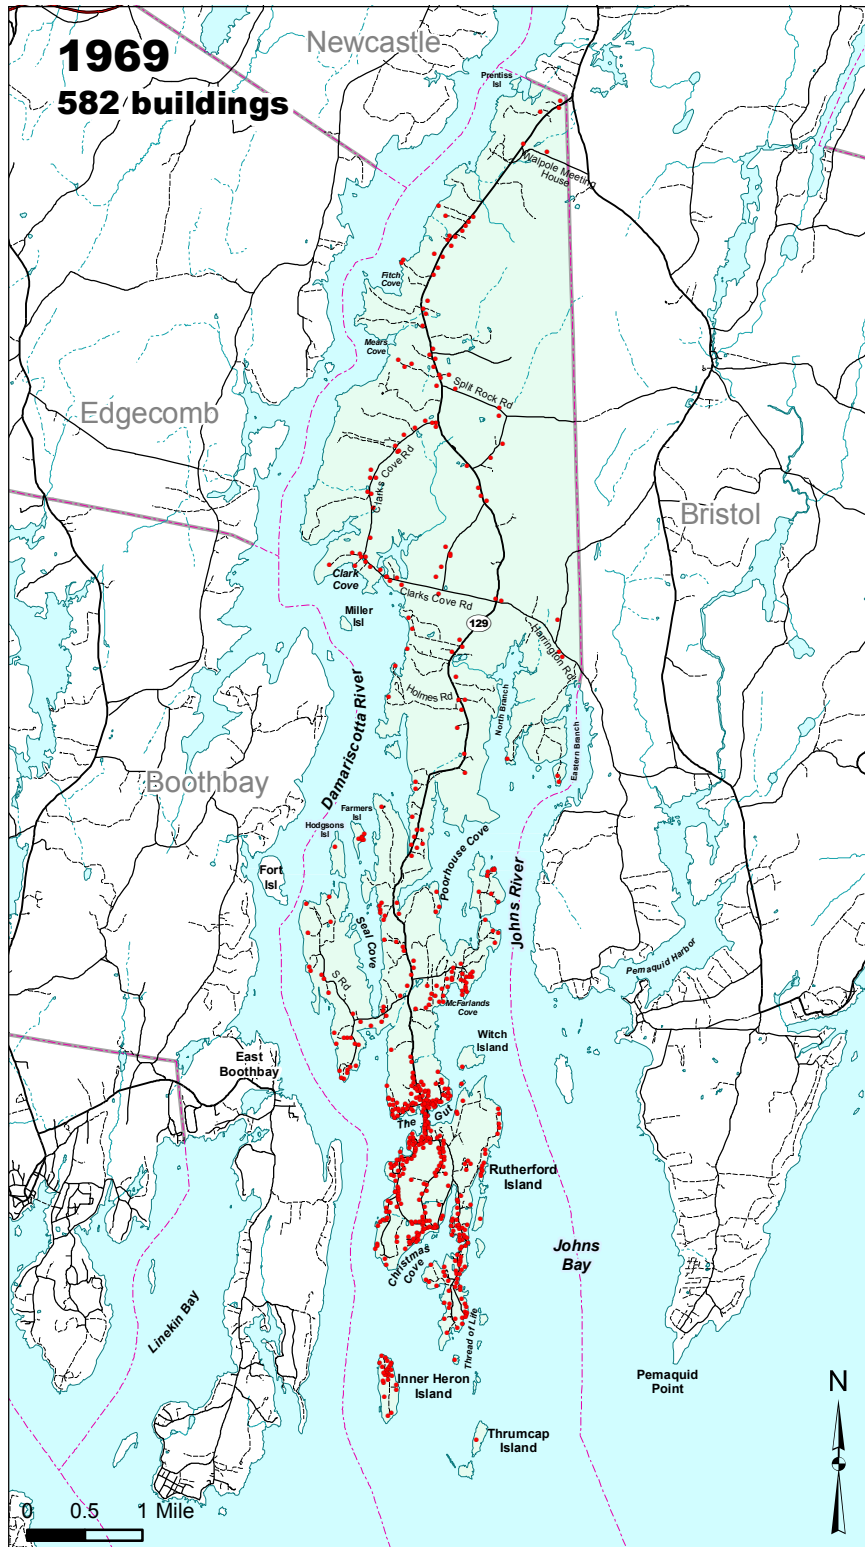 1969
582 buildings
Newcastle
Prentiss
Isl
Walpole Meeting
House
Fitch
Cove
Mears
Cove
Split Rock Rd
Edgecomb
Clarks Cove Rd
Bristol
Clark
Cove
Clarks Cove Rd
Miller
Isl
129
Harrington Rd
Holmes Rd
North Branch
Eastern Branch
Damariscotta River
Boothbay
Farmers
Isl
Hodgsons
Isl
Poorhouse Cove
Fort
Isl
Johns River
Seal Cove
S Rd
Pemaquid Harbor
McFarlands
Cove
Witch
Island
East
Boothbay
The Gut
Rutherford
Island
Johns
Bay
Christmas
Cove
Linekin Bay
Thread of Life
Pemaquid
Point
Inner Heron
Island
Thrumcap
Island
N
0 0.5 1 Mile